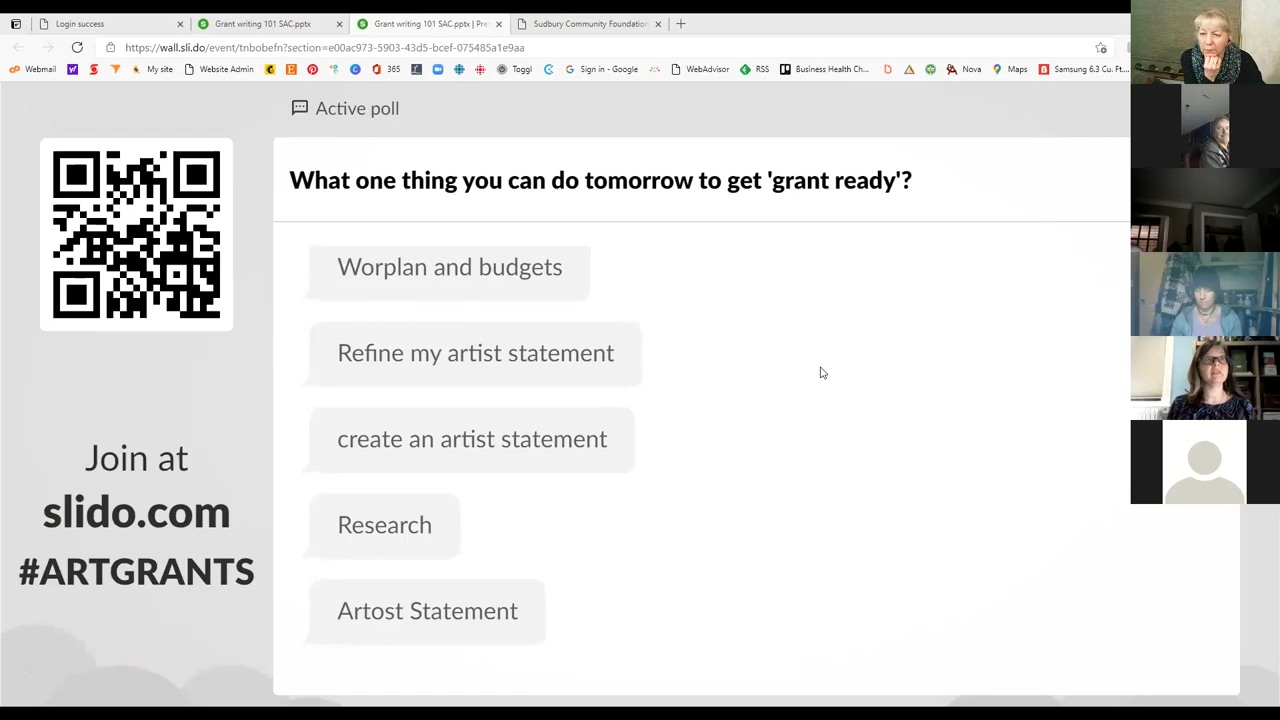 Login success
Grant writing 101 SAC.pptx
Grant writing 101 SAC.pptx | Pre
Sudbury Community Foundation
https://wall.sli.do/event/tnbobefn?section=e00ac973-5903-43d5-bcef-075485a1e9aa
Webmail My site Website Admin 365 Toggl Sign in - Google WebAdvisor RSS Business Health Ch... Nova Maps Samsung 6.3 Cu. Ft....
Active poll
What one thing you can do tomorrow to get 'grant ready'?
Worplan and budgets
Refine my artist statement
create an artist statement
Research
Artost Statement
Join at
slido.com
#ARTGRANTS